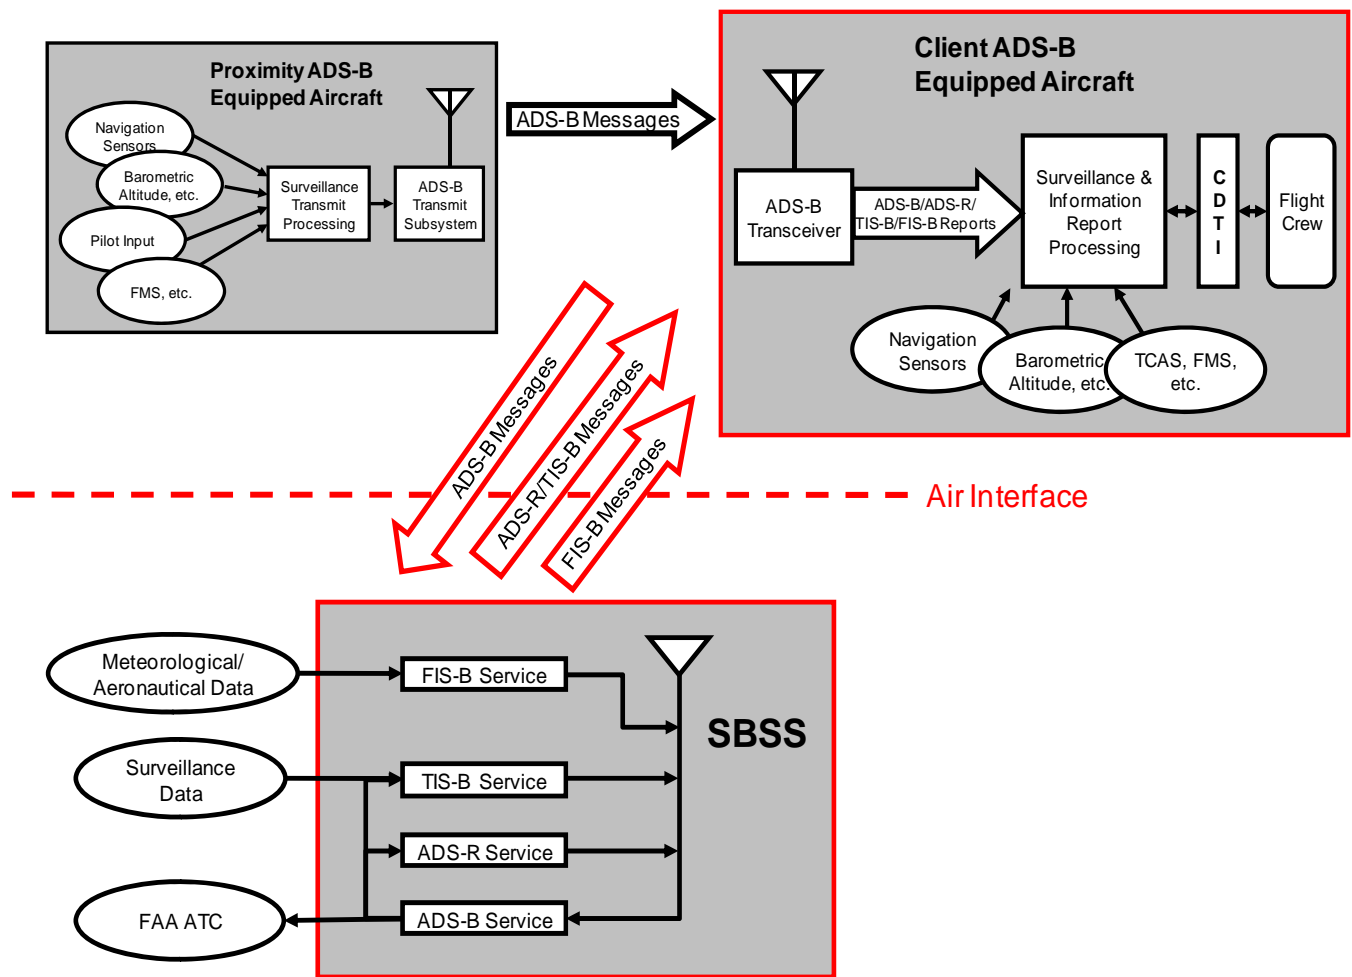 Proximity ADS-B
Equipped Aircraft
Navigation
Sensors
Barometric
Altitude, etc.
Pilot Input
FMS, etc.
Surveillance
Transmit
Processing
ADS-B
Transmit
Subsystem
ADS-B Messages
Client ADS-B
Equipped Aircraft
ADS-B
Transceiver
ADS-B/ADS-R/
TIS-B/FIS-B Reports
Surveillance &
Information
Report
Processing
C
D
T
I
Flight
Crew
Navigation
Sensors
Barometric
Altitude, etc.
TCAS, FMS,
etc.
ADS-B Messages
ADS-R/TIS-B Messages
FIS-B Messages
Air Interface
Meteorological/
Aeronautical Data
FIS-B Service
SBSS
Surveillance
Data
TIS-B Service
ADS-R Service
FAA ATC
ADS-B Service